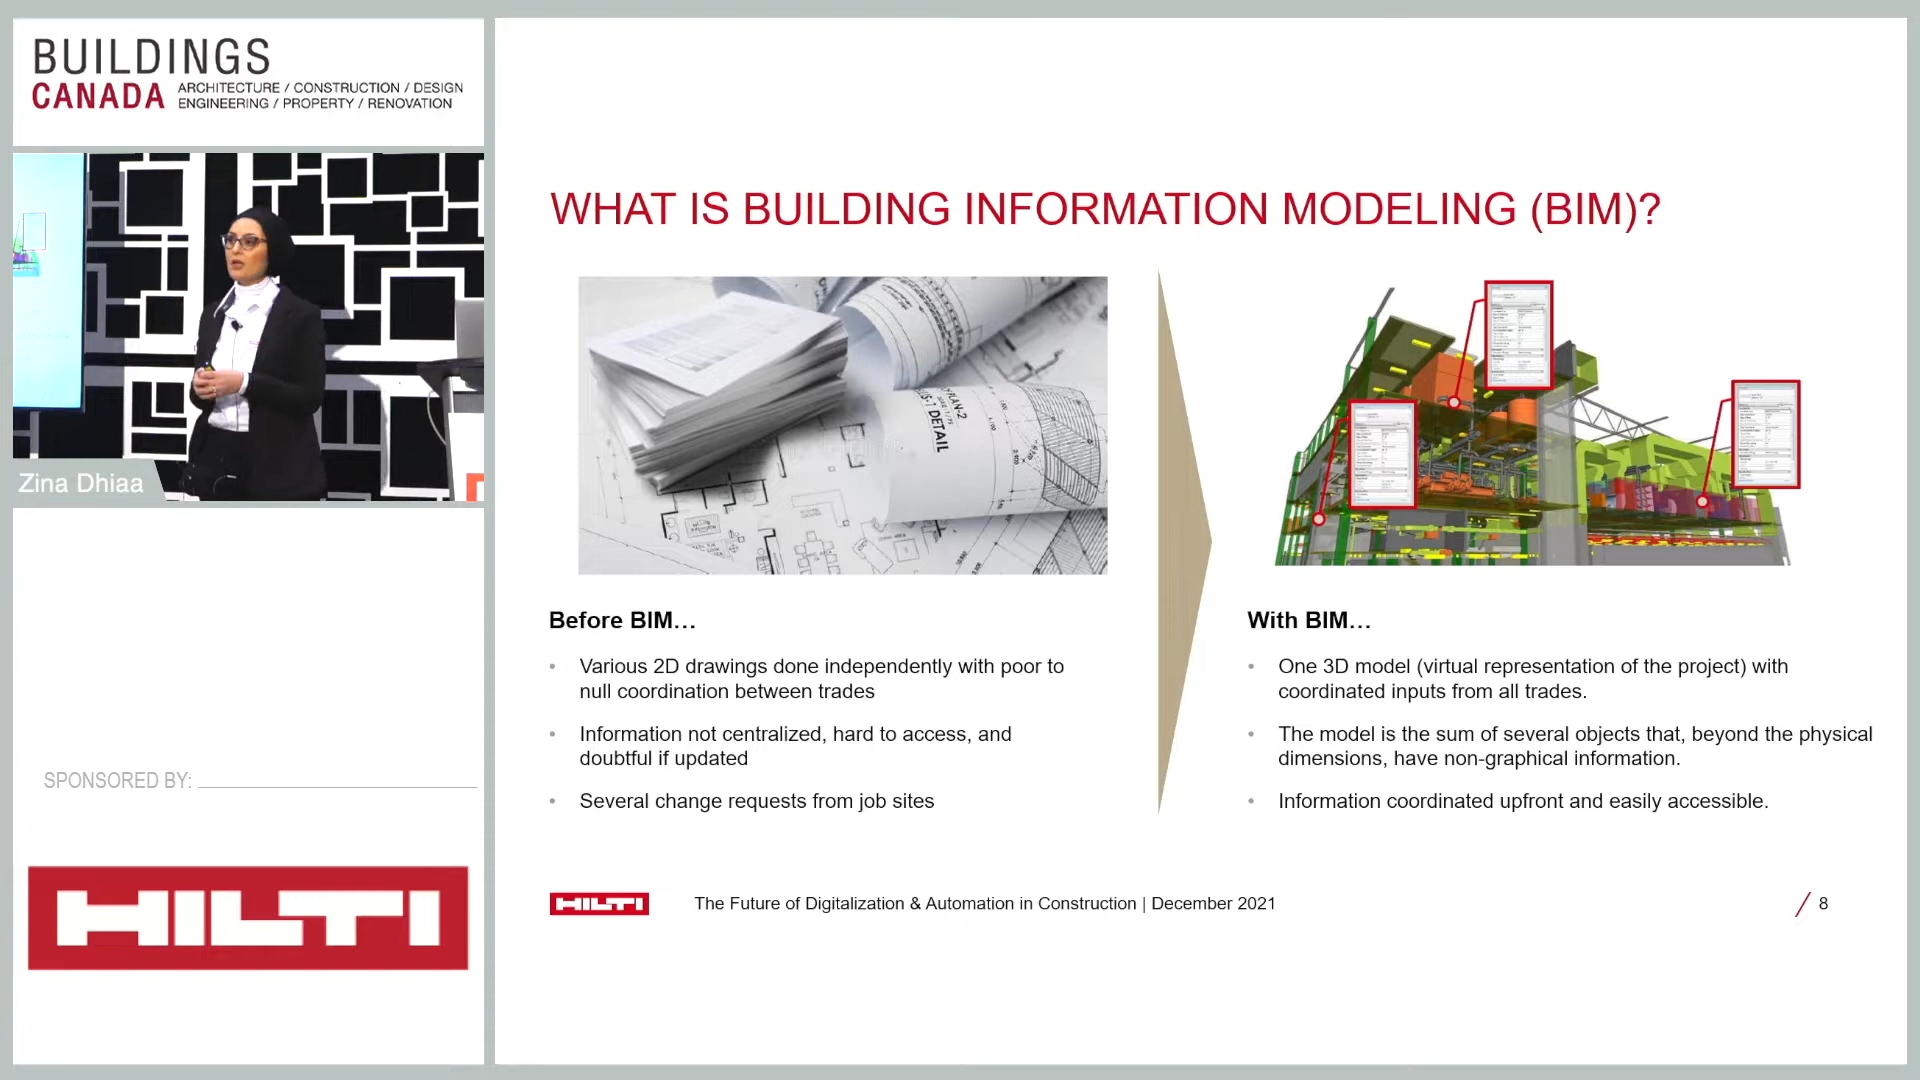 BUILDINGS
CANADA
ARCHITECTURE / CONSTRUCTION / DESIGN
ENGINEERING / PROPERTY / RENOVATION
Zina Dhiaa
SPONSORED BY:
HILTI
WHAT IS BUILDING INFORMATION MODELING (BIM)?
PLAN-2
S-1 DETAIL
Before BIM…
• Various 2D drawings done independently with poor to
null coordination between trades
• Information not centralized, hard to access, and
doubtful if updated
• Several change requests from job sites
With BIM…
• One 3D model (virtual representation of the project) with
coordinated inputs from all trades.
• The model is the sum of several objects that, beyond the physical
dimensions, have non-graphical information.
• Information coordinated upfront and easily accessible.
HILTI
The Future of Digitalization & Automation in Construction | December 2021
8